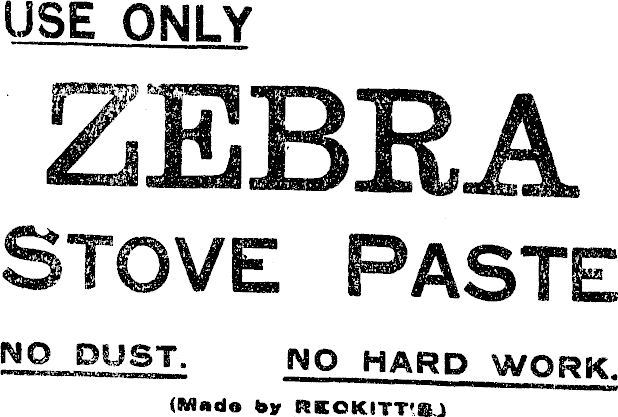 USE ONLY
ZEBRA
STOVE PASTE
NO DUST. NO HARD WORK.
(Made by RECKITT'S.)